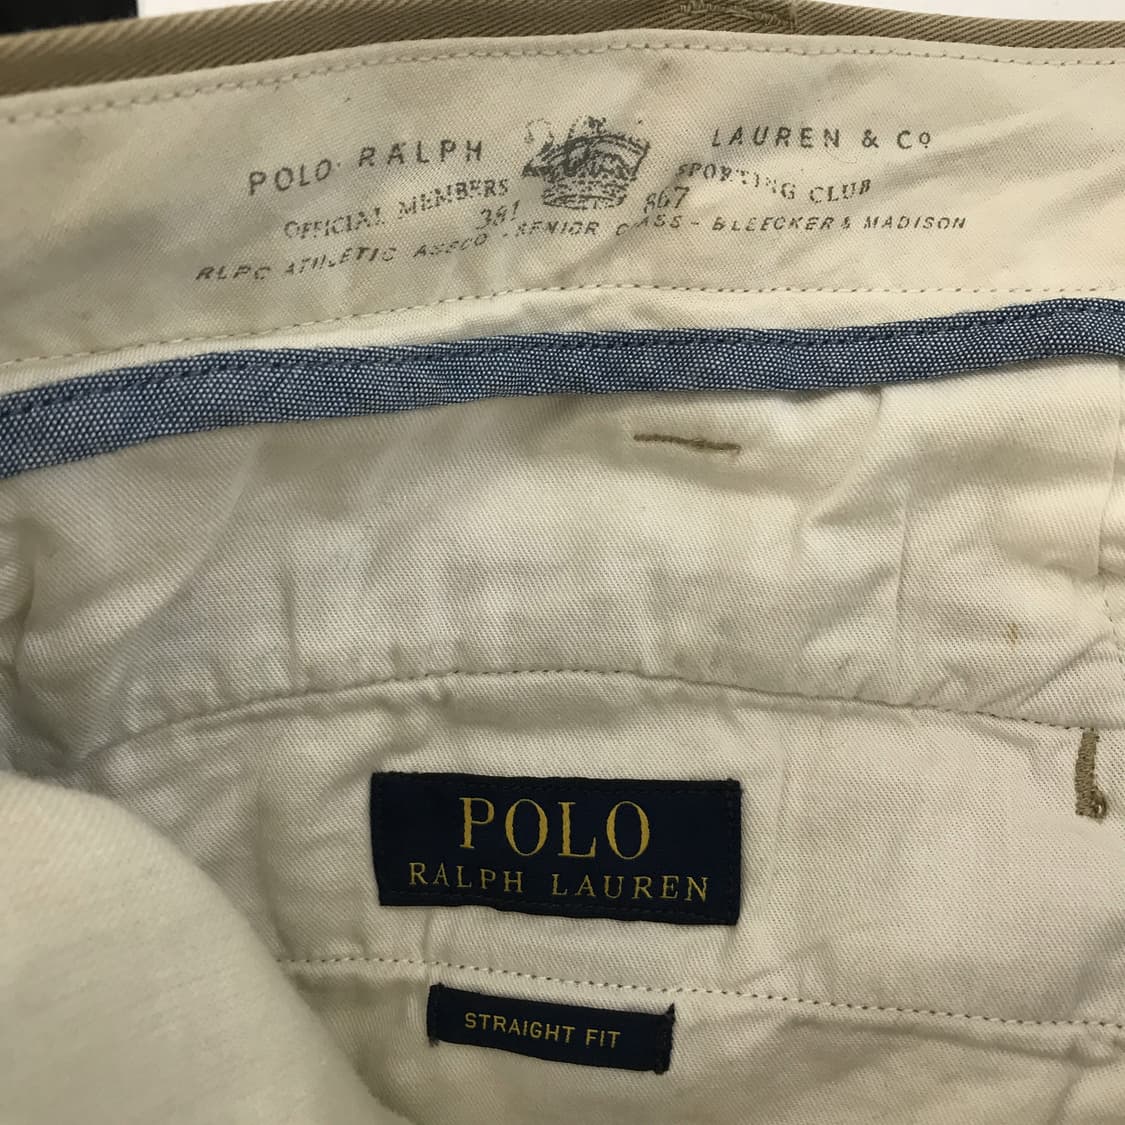 POLO RALPH LAUREN & Co
OFFICIAL MEMBERS SPORTING CLUB
381 867
RLPC ATHLETIC ASSCO - SENIOR CLASS - BLEECKER & MADISON
POLO
RALPH LAUREN
STRAIGHT FIT